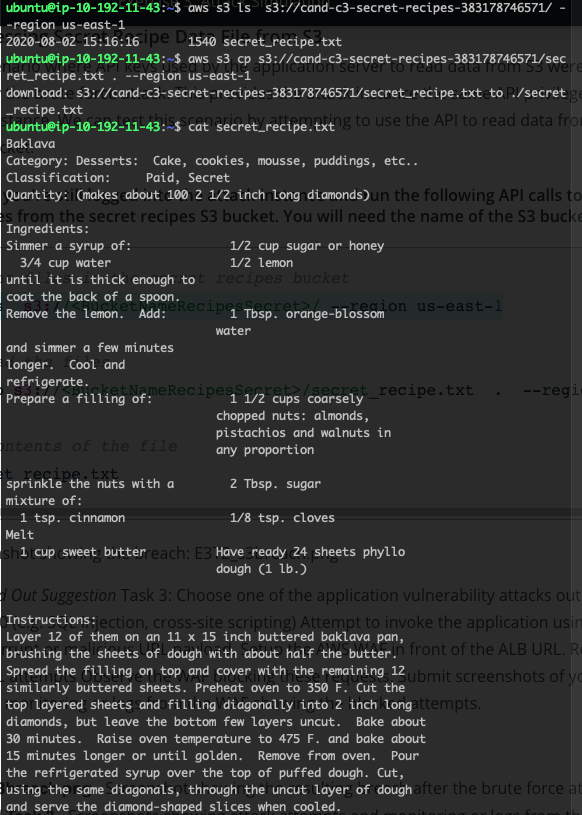 ubuntu@ip-10-192-11-43:~$ aws s3 ls  s3://cand-c3-secret-recipes-383178746571/ -
-region us-east-1
2020-08-02 15:16:16       1540 secret_recipe.txt
ubuntu@ip-10-192-11-43:~$ aws s3 cp s3://cand-c3-secret-recipes-383178746571/sec
ret_recipe.txt . --region us-east-1
download: s3://cand-c3-secret-recipes-383178746571/secret_recipe.txt to ./secret
_recipe.txt
ubuntu@ip-10-192-11-43:~$ cat secret_recipe.txt
Baklava
Category: Desserts:  Cake, cookies, mousse, puddings, etc..
Classification:     Paid, Secret
Quantity: (makes about 100 2 1/2 inch long diamonds)
Ingredients:
Simmer a syrup of:             1/2 cup sugar or honey
3/4 cup water                1/2 lemon
until it is thick enough to
coat the back of a spoon.
Remove the lemon.  Add:        1 Tbsp. orange-blossom
water
and simmer a few minutes
longer.  Cool and
refrigerate:
Prepare a filling of:          1 1/2 cups coarsely
chopped nuts: almonds,
pistachios and walnuts in
any proportion
sprinkle the nuts with a       2 Tbsp. sugar
mixture of:
1 tsp. cinnamon              1/8 tsp. cloves
Melt
1 cup sweet butter         Have ready 24 sheets phyllo
dough (1 lb.)
Instructions:
Layer 12 of them on an 11 x 15 inch buttered baklava pan,
brushing the sheets of dough with about half the butter.
Spread the filling on top and cover with the remaining 12
similarly buttered sheets. Preheat oven to 350 F. Cut the
top layered sheets and filling diagonally into 2 inch long
diamonds, but leave the bottom few layers uncut.  Bake about
30 minutes.  Raise oven temperature to 475 F. and bake about
15 minutes longer or until golden.  Remove from oven.  Pour
the refrigerate syrup over the top of puffed dough. Cut,
using the same diagonals, through the uncut layers of dough
and serve the diamond-shaped slices when cooled.